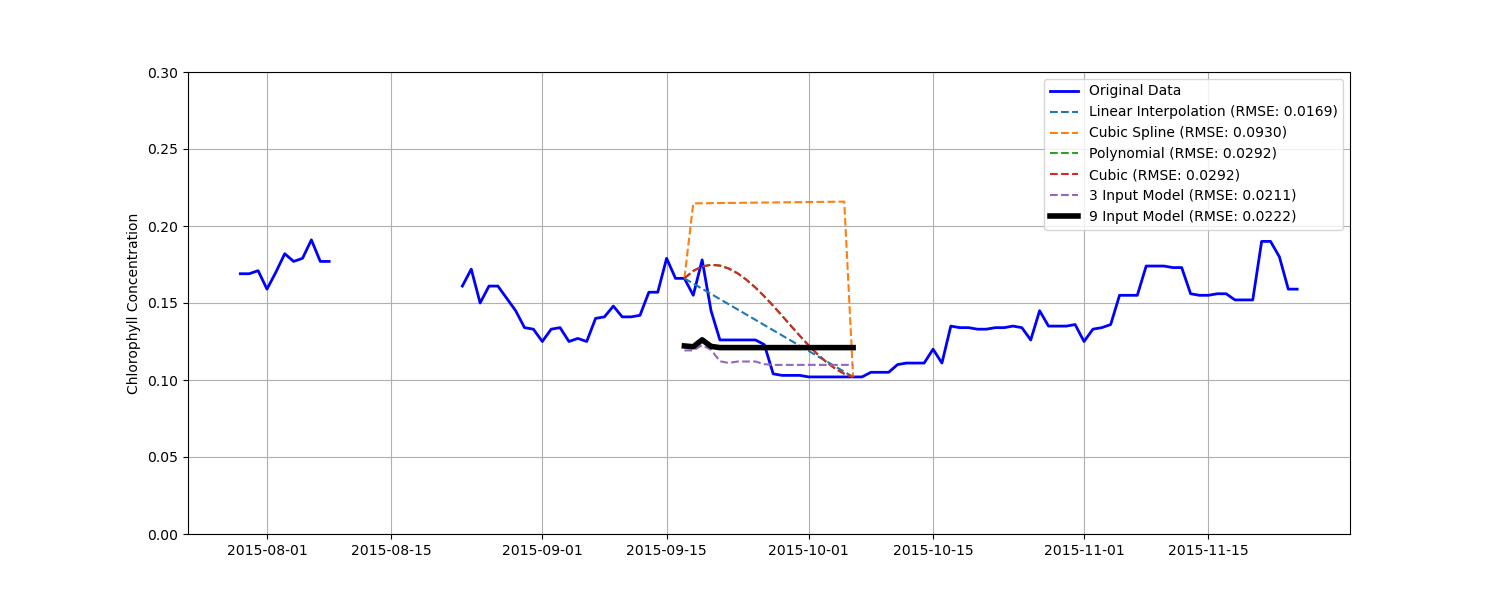 0.30
0.25
0.20
0.15
0.10
0.05
0.00
Chlorophyll Concentration
2015-08-01 2015-08-15 2015-09-01 2015-09-15 2015-10-01 2015-10-15 2015-11-01 2015-11-15
Original Data
Linear Interpolation (RMSE: 0.0169)
Cubic Spline (RMSE: 0.0930)
Polynomial (RMSE: 0.0292)
Cubic (RMSE: 0.0292)
3 Input Model (RMSE: 0.0211)
9 Input Model (RMSE: 0.0222)